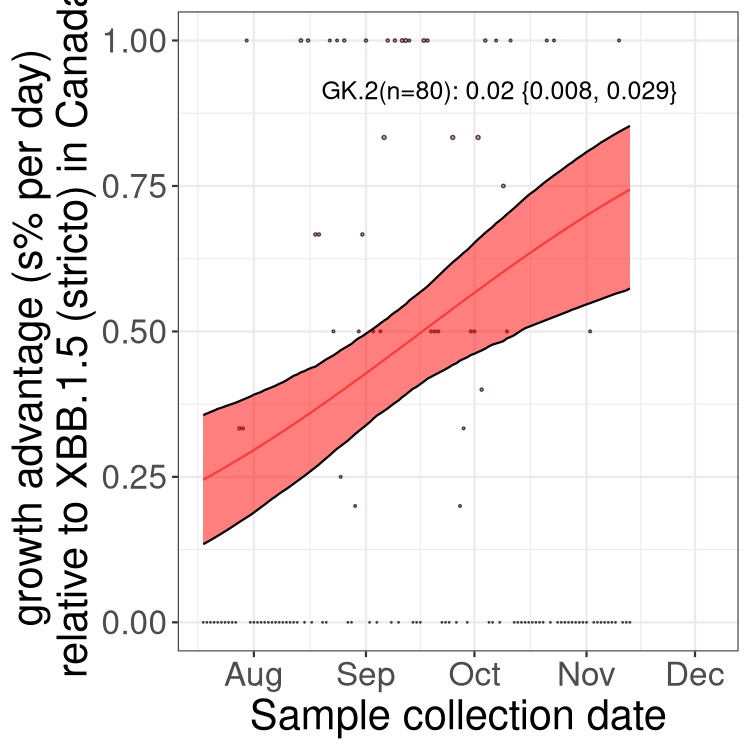 growth advantage (s% per day)
relative to XBB.1.5 (stricto) in Canada
1.00
0.75
0.50
0.25
0.00
GK.2(n=80): 0.02 {0.008, 0.029}
Aug Sep Oct Nov Dec
Sample collection date